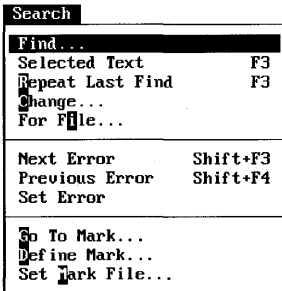 Search
Find...
Selected Text F3
Repeat Last Find F3
Change...
For File...
Next Error Shift+F3
Previous Error Shift+F4
Set Error
Go To Mark...
Define Mark...
Set Mark File...